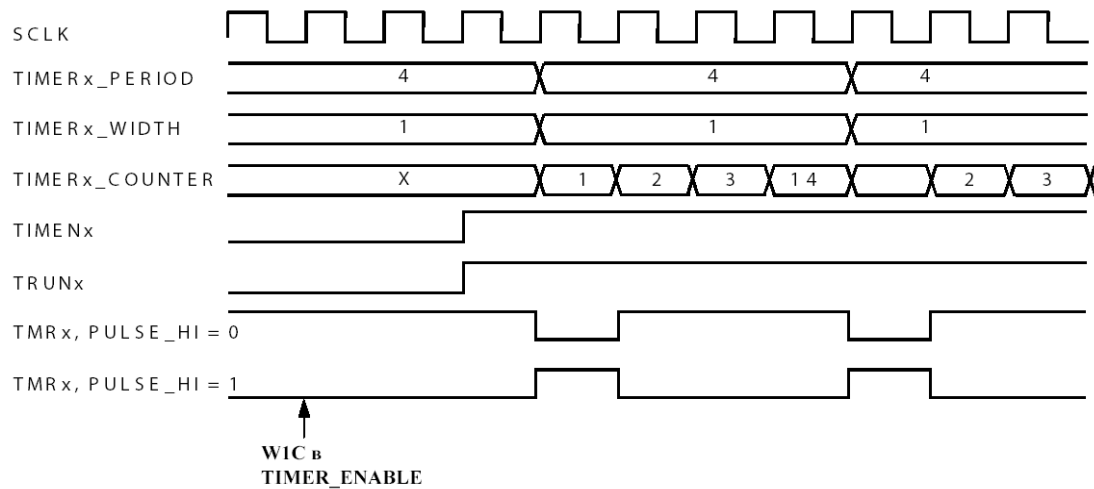 SCLK
TIMERx_PERIOD 4 4 4
TIMERx_WIDTH 1 1 1
TIMERx_COUNTER X 1 2 3 1 4 2 3
TIMENx
TRUNx
TMRx, PULSE_HI = 0
TMRx, PULSE_HI = 1
W1C в
TIMER_ENABLE